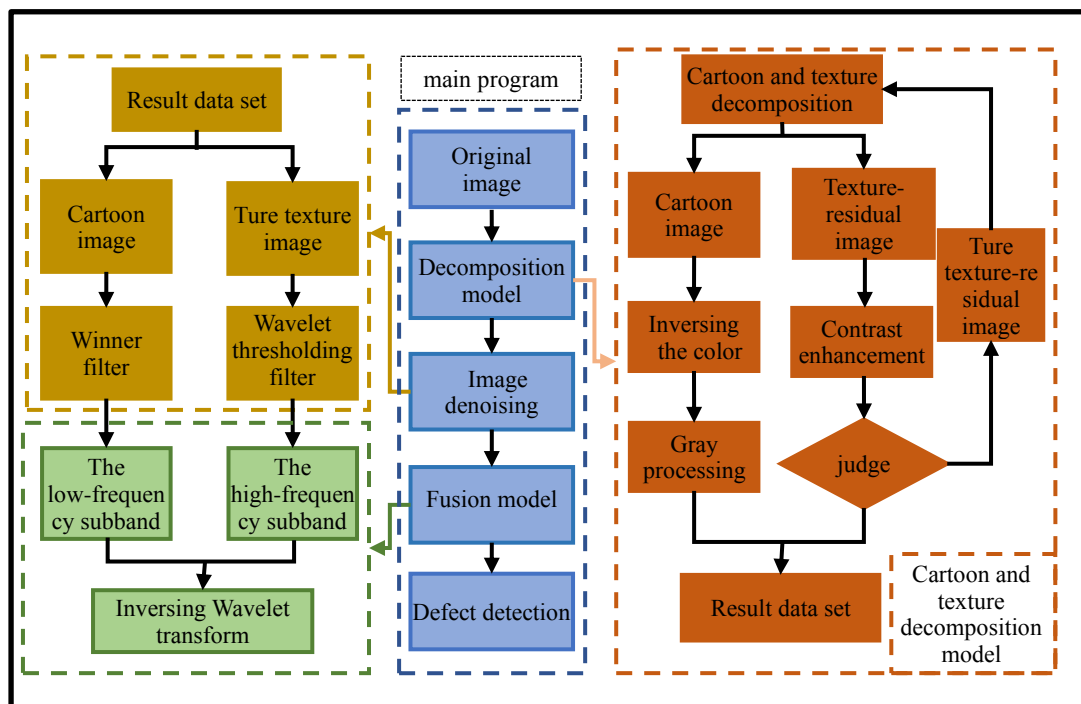 Result data set
Cartoon
image
Ture texture
image
Winner
filter
Wavelet
thresholding
filter
The
low-frequen
cy subband
The
high-frequen
cy subband
Inversing Wavelet
transform
main program
Original
image
Decomposition
model
Image
denoising
Fusion model
Defect detection
Cartoon and texture
decomposition
Cartoon
image
Texture-
residual
image
Ture
texture-re
sidual
image
Inversing
the color
Contrast
enhancement
Gray
processing
judge
Result data set
Cartoon and
texture
decomposition
model